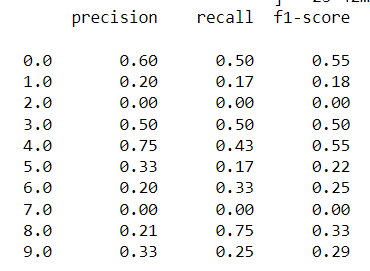 precision recall f1-score
0.0 0.60 0.50 0.55
1.0 0.20 0.17 0.18
2.0 0.00 0.00 0.00
3.0 0.50 0.50 0.50
4.0 0.75 0.43 0.55
5.0 0.33 0.17 0.22
6.0 0.20 0.33 0.25
7.0 0.00 0.00 0.00
8.0 0.21 0.75 0.33
9.0 0.33 0.25 0.29